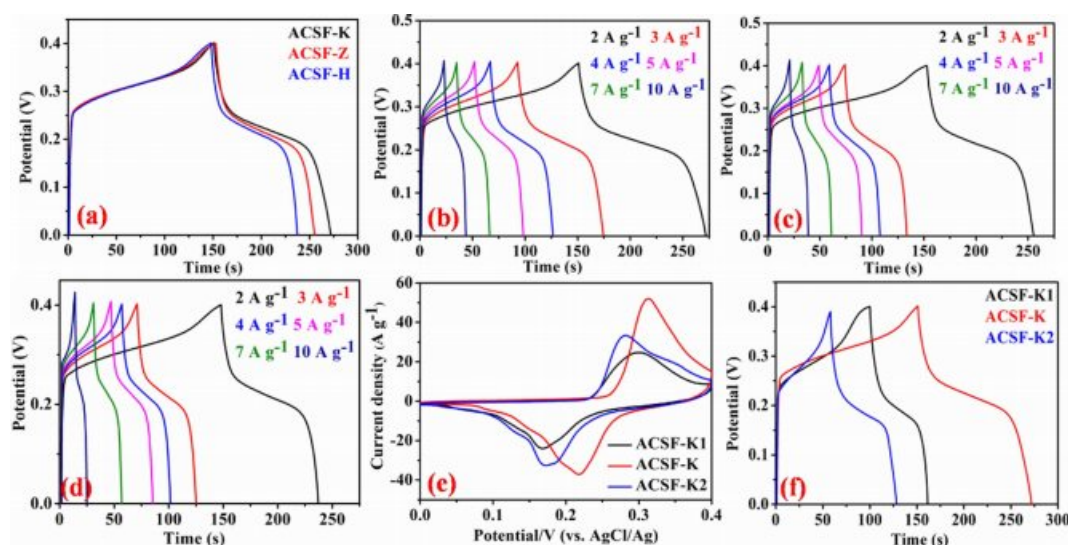 0.5
0.4
0.3
0.2
0.1
0.0
Potential (V)
ACSF-K
ACSF-Z
ACSF-H
(a)
0 50 100 150 200 250 300
Time (s)
0.5
0.4
0.3
0.2
0.1
0.0
Potential (V)
2 A g-1 3 A g-1
4 A g-1 5 A g-1
7 A g-1 10 A g-1
(b)
0 50 100 150 200 250
Time (s)
0.5
0.4
0.3
0.2
0.1
0.0
Potential (V)
2 A g-1 3 A g-1
4 A g-1 5 A g-1
7 A g-1 10 A g-1
(c)
0 50 100 150 200 250
Time (s)
0.4
0.2
0.0
Potential (V)
2 A g-1 3 A g-1
4 A g-1 5 A g-1
7 A g-1 10 A g-1
(d)
0 50 100 150 200 250
Time (s)
60
40
20
0
-20
-40
Current density(A g-1)
ACSF-K1
ACSF-K
ACSF-K2
(e)
0.0 0.1 0.2 0.3 0.4
Potential/V (vs. AgCl/Ag)
0.4
0.3
0.2
0.1
0.0
Potential (V)
ACSF-K1
ACSF-K
ACSF-K2
(f)
0 50 100 150 200 250 300
Time (s)